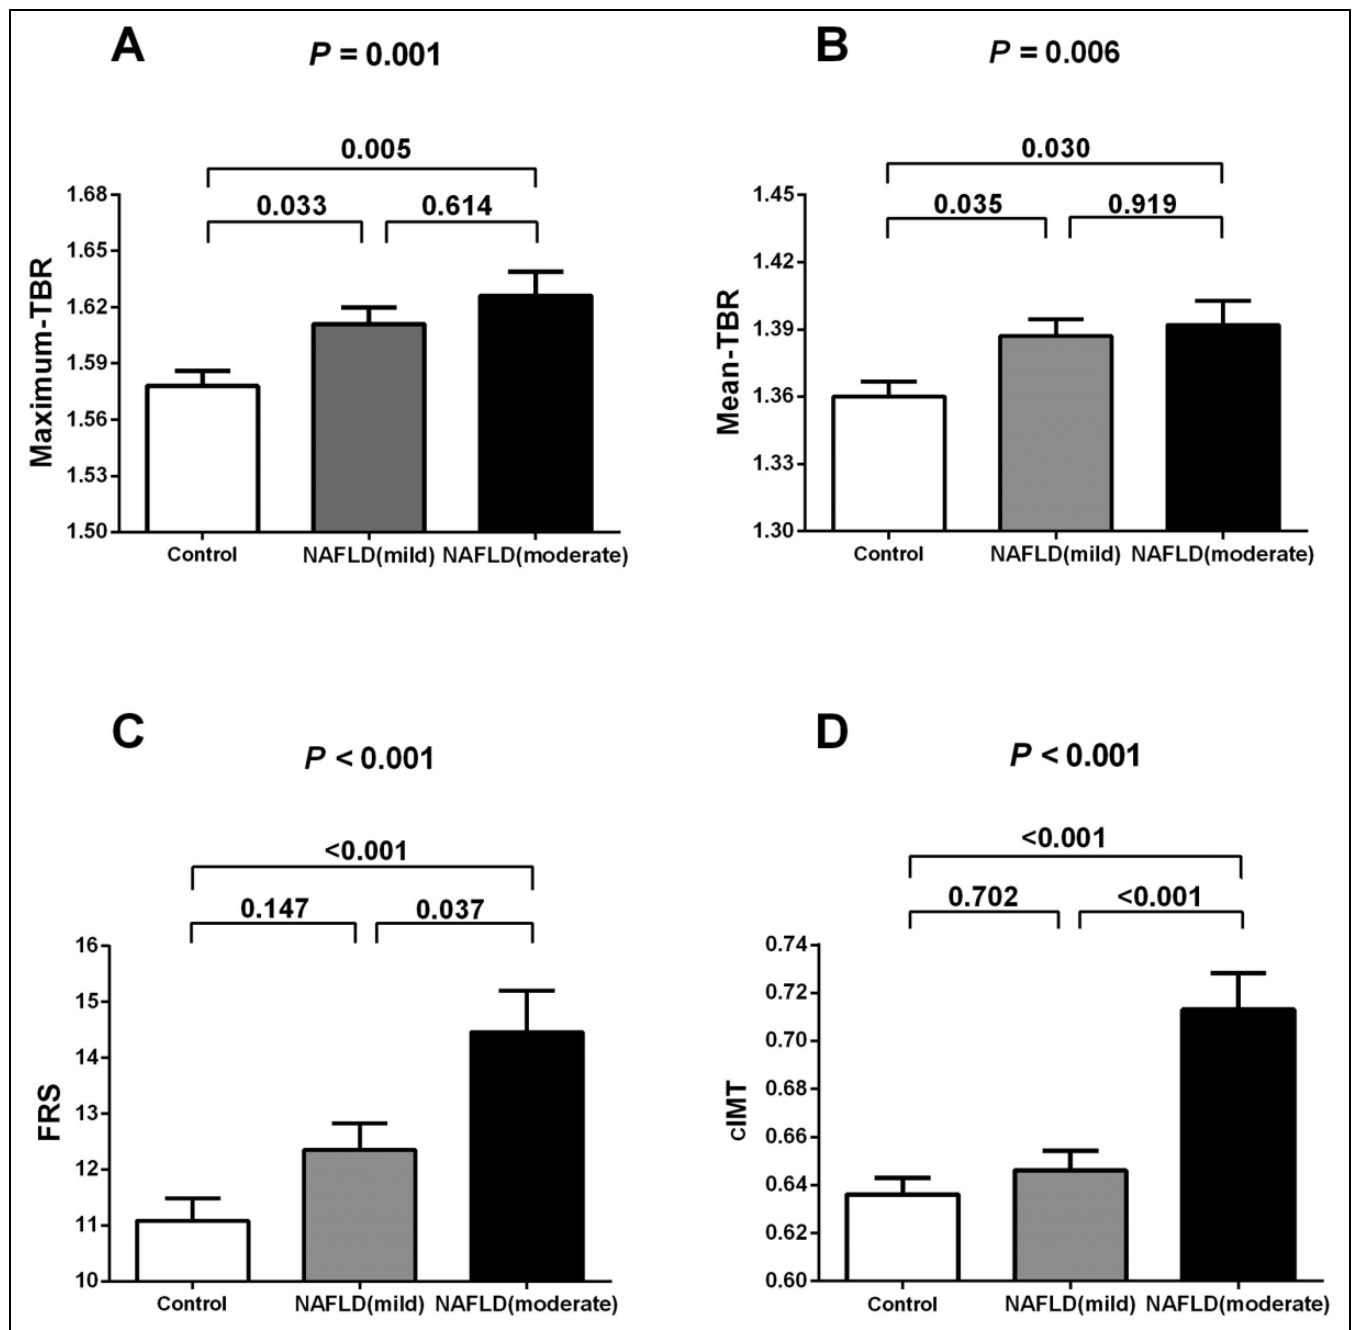 A
P = 0.001
0.005
0.033
0.614
1.68
1.65
1.62
1.59
1.56
1.53
1.50
Maximum-TBR
Control
NAFLD(mild)
NAFLD(moderate)
B
P = 0.006
0.030
0.035
0.919
1.45
1.42
1.39
1.36
1.33
1.30
Mean-TBR
Control
NAFLD(mild)
NAFLD(moderate)
C
P < 0.001
<0.001
0.147
0.037
16
15
14
13
12
11
10
FRS
Control
NAFLD(mild)
NAFLD(moderate)
D
P < 0.001
<0.001
0.702
<0.001
0.74
0.72
0.70
0.68
0.66
0.64
0.62
0.60
cIMT
Control
NAFLD(mild)
NAFLD(moderate)